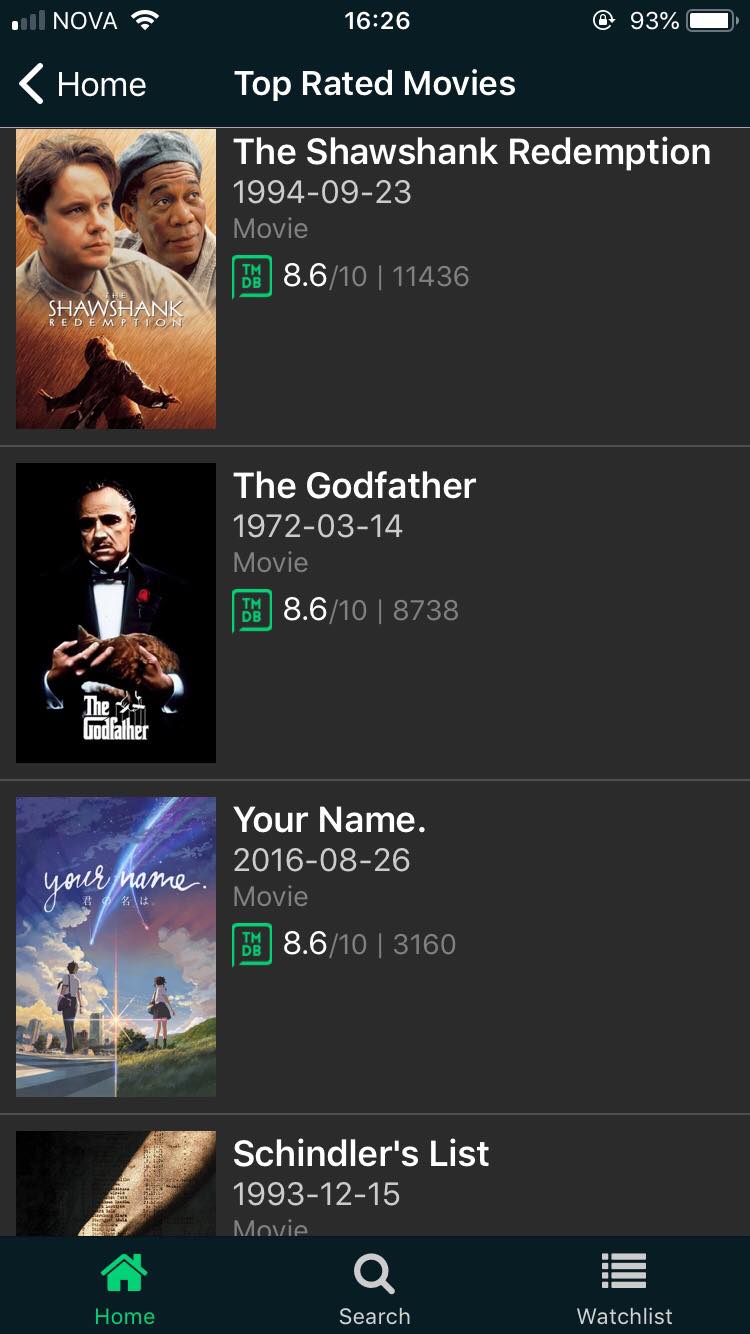 NOVA 16:26 93%
Home Top Rated Movies
The Shawshank Redemption
1994-09-23
Movie
TM
DB
8.6/10 | 11436
THE
SHAWSHANK
REDEMPTION
The Godfather
1972-03-14
Movie
TM
DB
8.6/10 | 8738
The
Godfather
Your Name.
2016-08-26
Movie
TM
DB
8.6/10 | 3160
your name.
君の名は。
Schindler's List
1993-12-15
Movie
Home Search Watchlist